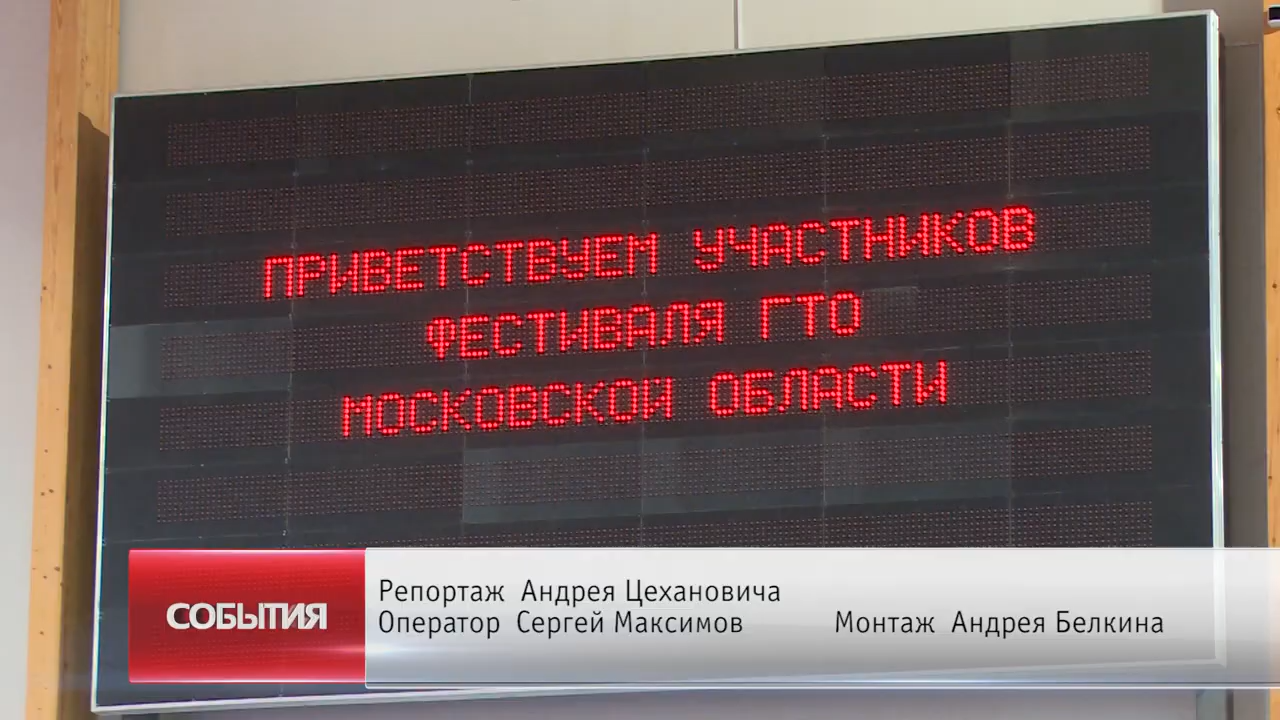 ПРИВЕТСТВУЕМ УЧАСТНИКОВ
ФЕСТИВАЛЯ ГТО
МОСКОВСКОЙ ОБЛАСТИ
СОБЫТИЯ
Репортаж Андрея Цехановича
Оператор Сергей Максимов Монтаж Андрея Белкина